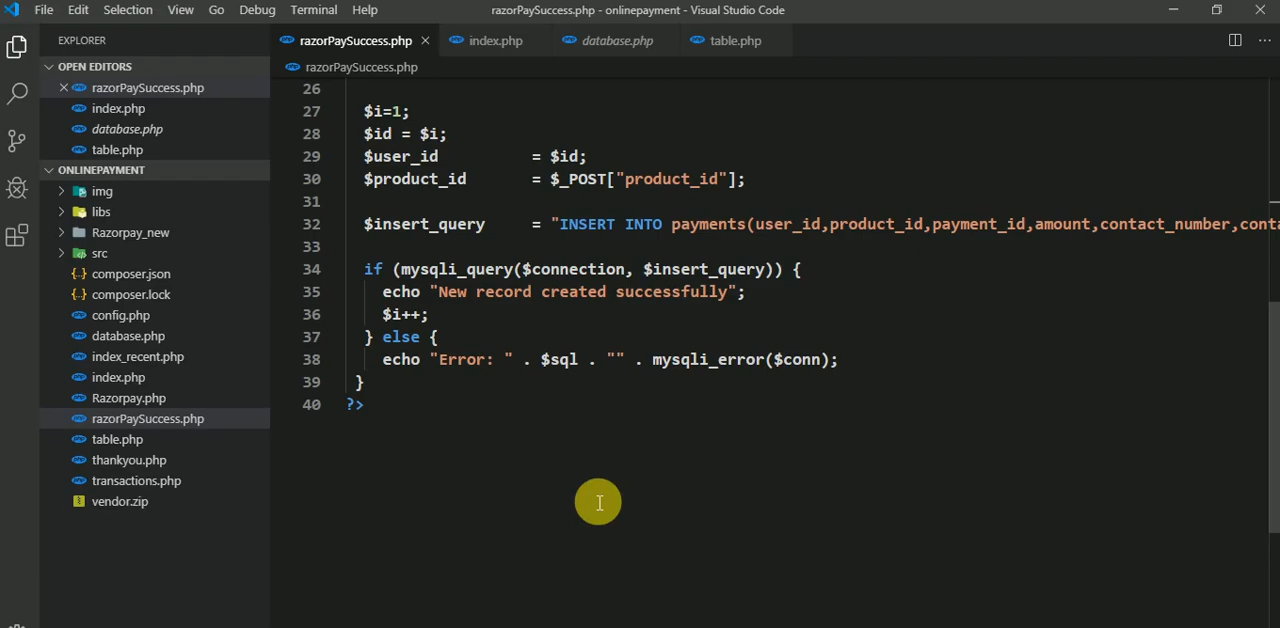 File Edit Selection View Go Debug Terminal Help razorPaySuccess.php - onlinepayment - Visual Studio Code
EXPLORER
OPEN EDITORS
razorPaySuccess.php
index.php
database.php
table.php
ONLINEPAYMENT
img
libs
Razorpay_new
src
composer.json
composer.lock
config.php
database.php
index_recent.php
index.php
Razorpay.php
razorPaySuccess.php
table.php
thankyou.php
transactions.php
vendor.zip
razorPaySuccess.php index.php database.php table.php
razorPaySuccess.php
26
27 $i=1;
28 $id = $i;
29 $user_id = $id;
30 $product_id = $_POST["product_id"];
31
32 $insert_query = "INSERT INTO payments(user_id,product_id,payment_id,amount,contact_number,conta
33
34 if (mysqli_query($connection, $insert_query)) {
35 echo "New record created successfully";
36 $i++;
37 } else {
38 echo "Error: " . $sql . "" . mysqli_error($conn);
39 }
40 ?>